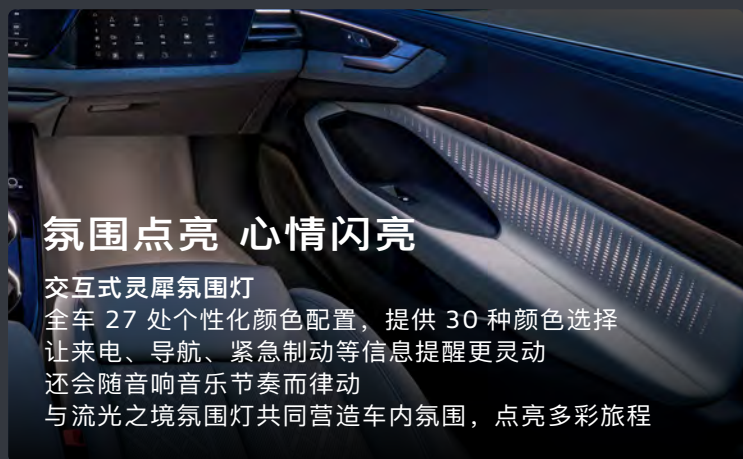 氛围点亮 心情闪亮
交互式灵犀氛围灯
全车 27 处个性化颜色配置，提供 30 种颜色选择
让来电、导航、紧急制动等信息提醒更灵动
还会随音响音乐节奏而律动
与流光之境氛围灯共同营造车内氛围，点亮多彩旅程